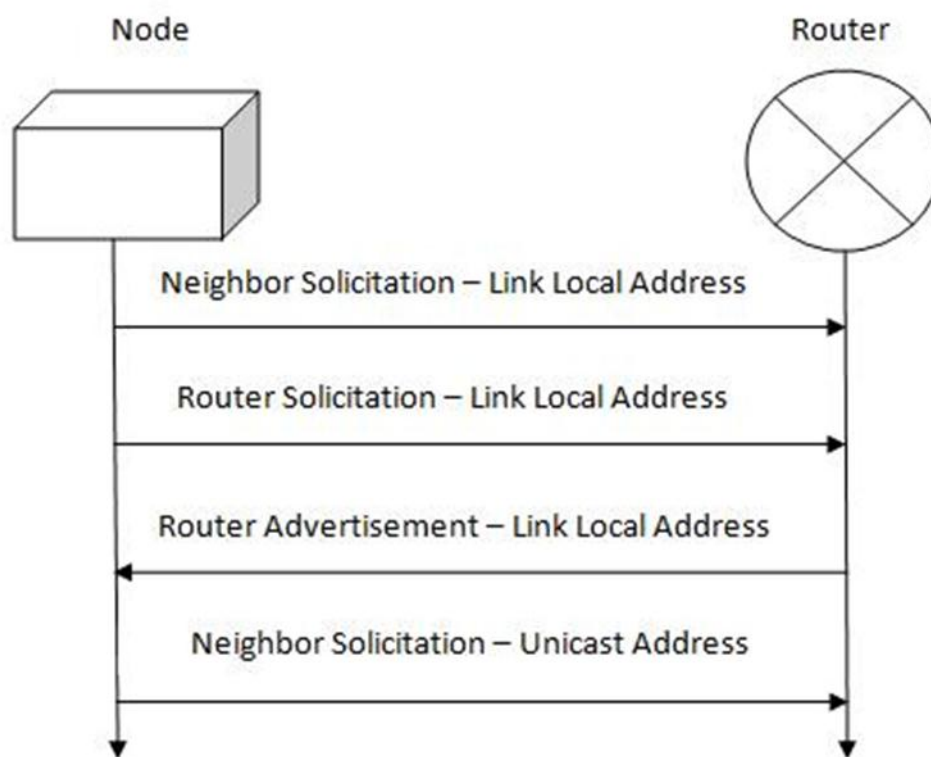 Node
Router
Neighbor Solicitation – Link Local Address
Router Solicitation – Link Local Address
Router Advertisement – Link Local Address
Neighbor Solicitation – Unicast Address